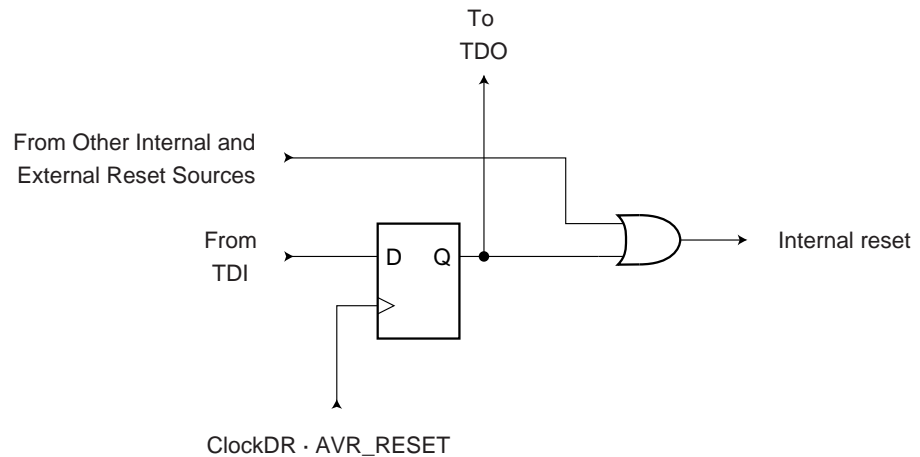 To
TDO
From Other Internal and
External Reset Sources
From
TDI
D Q
Internal reset
ClockDR · AVR_RESET